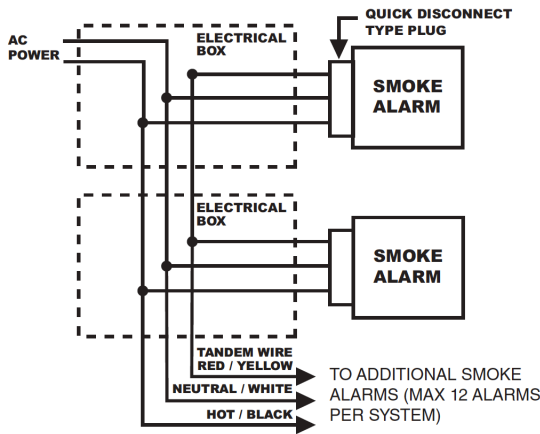 QUICK DISCONNECT
TYPE PLUG
AC
POWER
ELECTRICAL
BOX
SMOKE
ALARM
ELECTRICAL
BOX
SMOKE
ALARM
TANDEM WIRE
RED / YELLOW
NEUTRAL / WHITE
HOT / BLACK
TO ADDITIONAL SMOKE
ALARMS (MAX 12 ALARMS
PER SYSTEM)